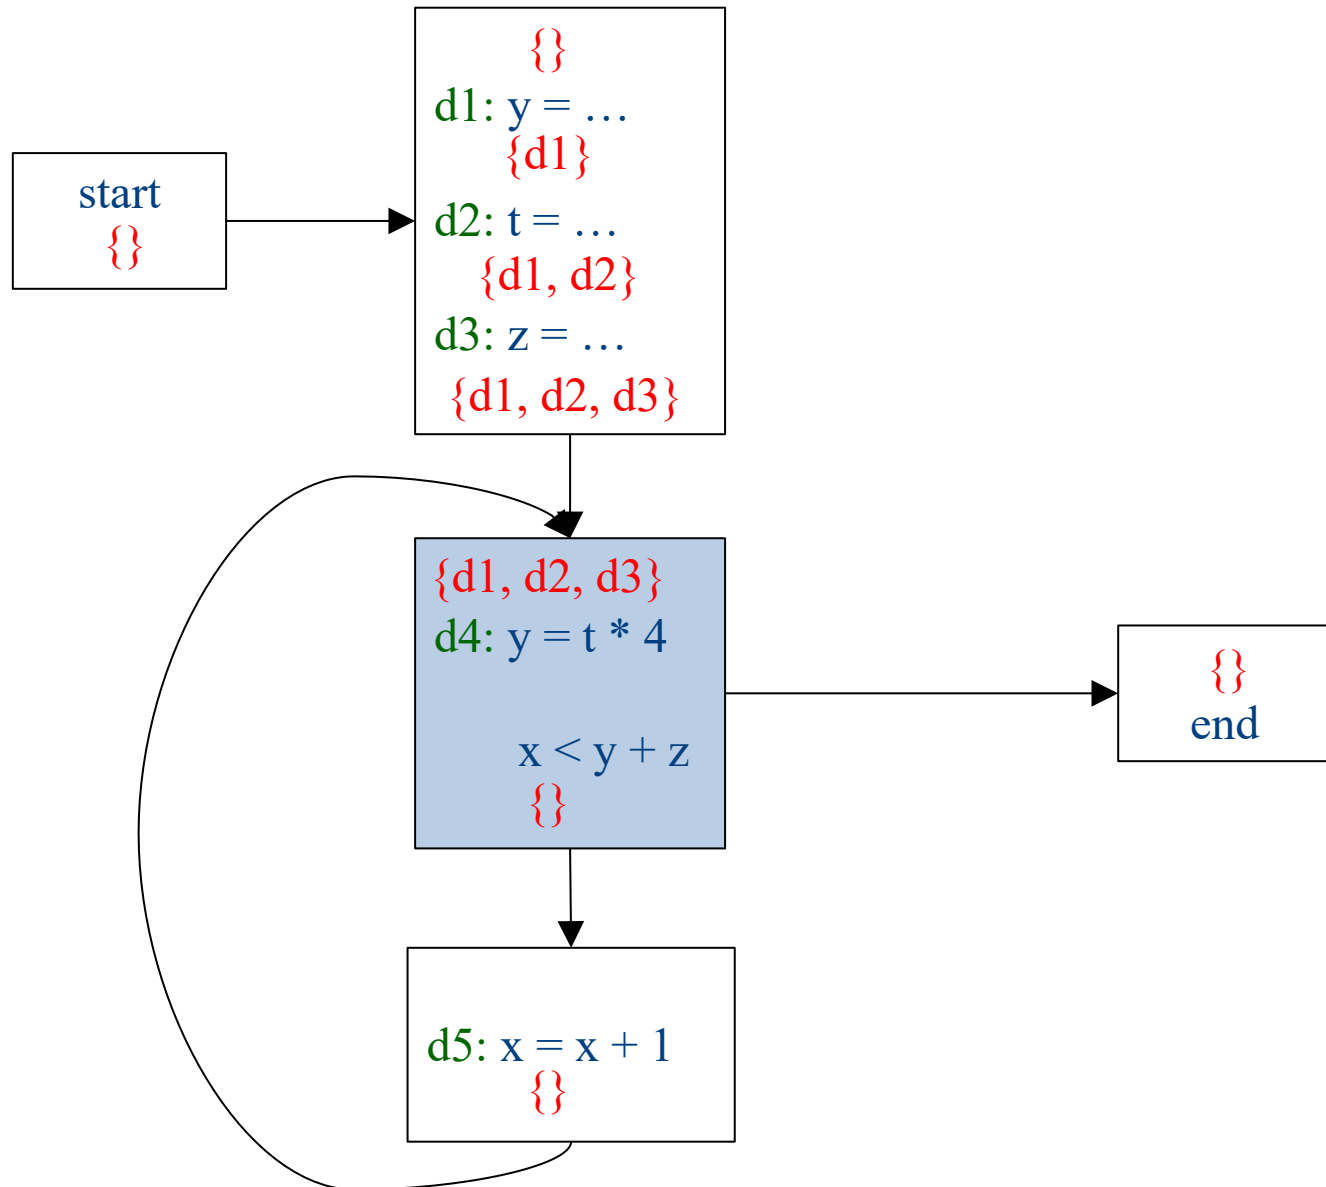 start
{}
{}
d1: y = …
{d1}
d2: t = …
{d1, d2}
d3: z = …
{d1, d2, d3}
{d1, d2, d3}
d4: y = t * 4
x < y + z
{}
{}
end
d5: x = x + 1
{}